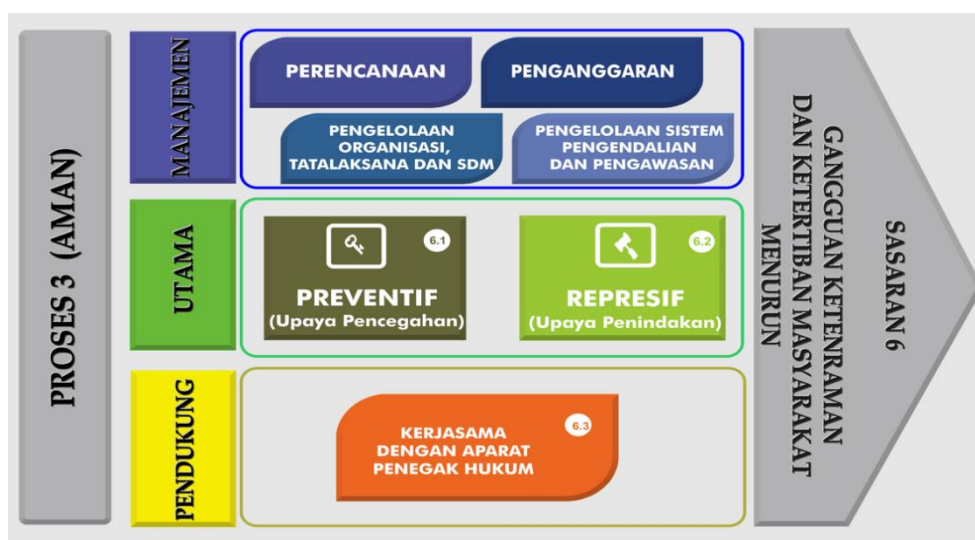 PROSES 3 (AMAN)
MANAJEMEN
PERENCANAAN
PENGANGGARAN
PENGELOLAAN
ORGANISASI,
TATALAKSANA DAN SDM
PENGELOLAAN SISTEM
PENGENDALIAN
DAN PENGAWASAN
UTAMA
6.1
PREVENTIF
(Upaya Pencegahan)
6.2
REPRESIF
(Upaya Penindakan)
PENDUKUNG
6.3
KERJASAMA
DENGAN APARAT
PENEGAK HUKUM
SASARAN 6
GANGGUAN KETENRAMAN
DAN KETERTIBAN MASYARAKAT
MENURUN